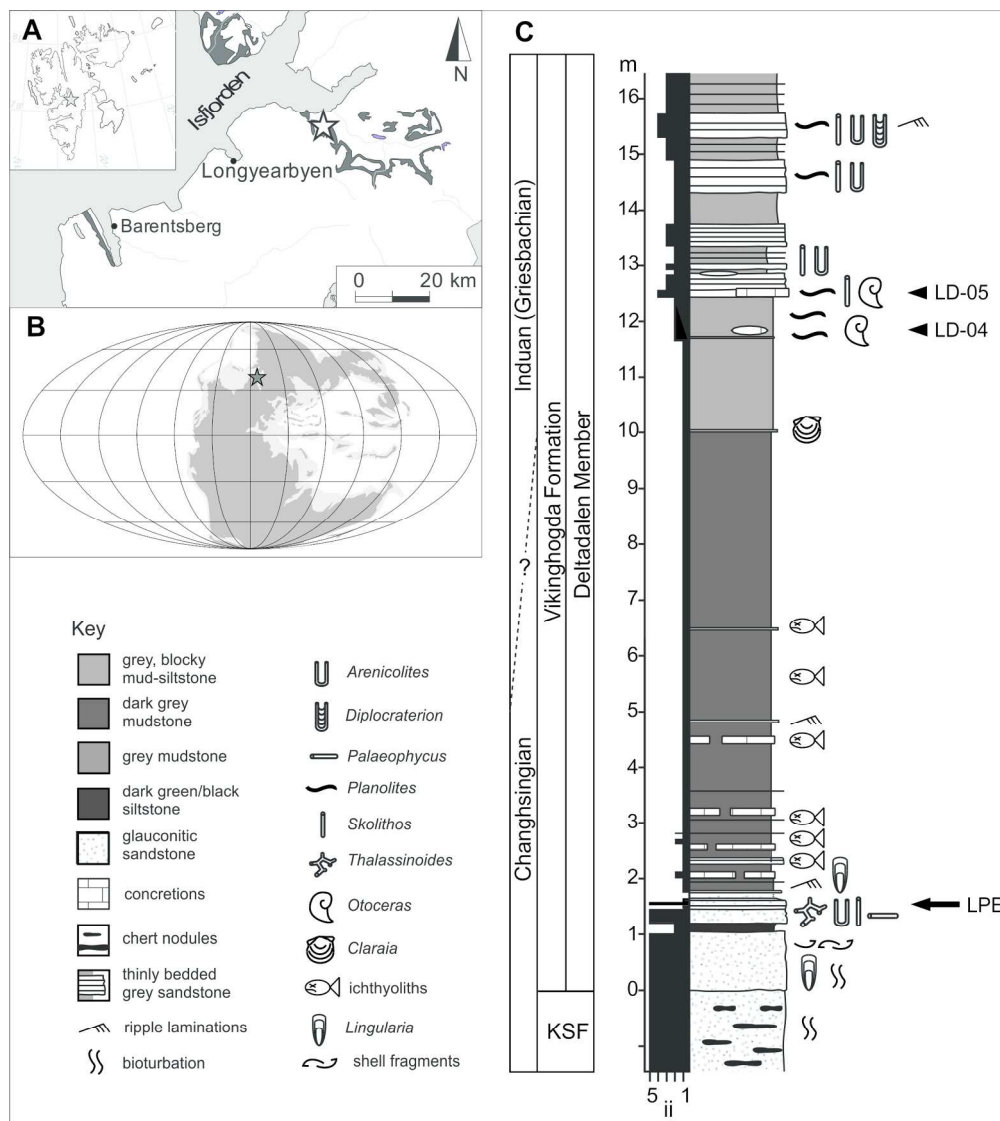 A
N
Isfjorden
Longyearbyen
Barentsberg
0 20 km
B
Key
grey, blocky
mud-siltstone
dark grey
mudstone
grey mudstone
dark green/black
siltstone
glauconitic
sandstone
concretions
chert nodules
thinly bedded
grey sandstone
ripple laminations
bioturbation
Arenicolites
Diplocraterion
Palaeophycus
Planolites
Skolithos
Thalassinoides
Otoceras
Claraia
ichthyoliths
Lingularia
shell fragments
C
m
16
15
14
13
12
11
10
9
8
7
6
5
4
3
2
1
0
Induan (Griesbachian)
?
Changhsingian
Vikinghogda Formation
Deltadalen Member
KSF
LD-05
LD-04
LPE
5 1
ii